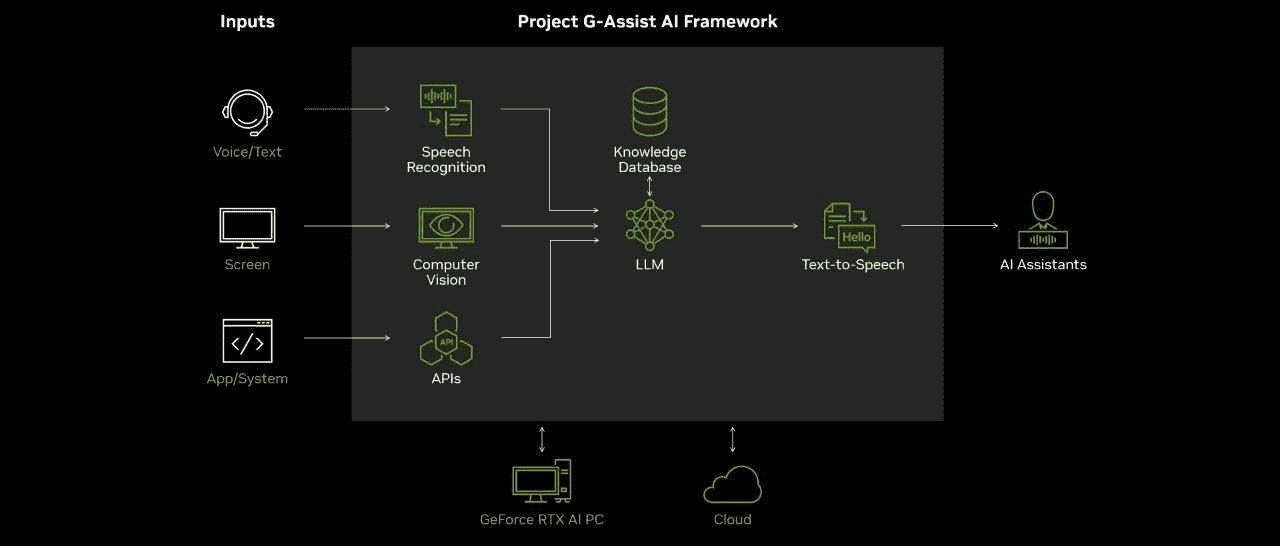 Inputs
Project G-Assist AI Framework
Voice/Text
Speech
Recognition
Knowledge
Database
Screen
Computer
Vision
LLM
Hello
Text-to-Speech
AI Assistants
App/System
API
APIs
GeForce RTX AI PC
Cloud